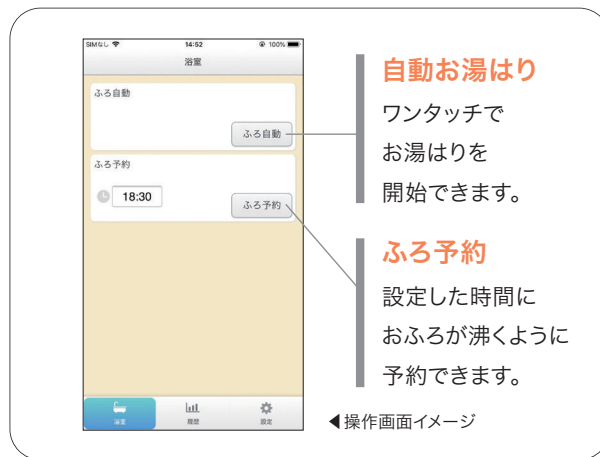 SIMなし 14:52 100%
浴室
ふろ自動
ふろ自動
ふろ予約
18:30
ふろ予約
浴室 履歴 設定
自動お湯はり
ワンタッチで
お湯はりを
開始できます。
ふろ予約
設定した時間に
おふろが沸くように
予約できます。
◀操作画面イメージ